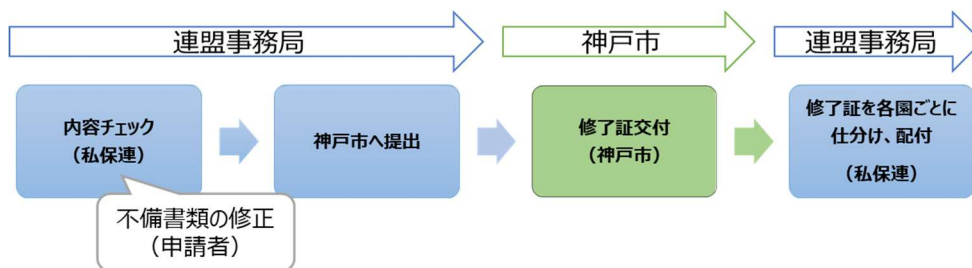 連盟事務局
神戸市
連盟事務局
内容チェック
（私保連）
神戸市へ提出
修了証交付
（神戸市）
修了証を各園ごとに
仕分け、配付
（私保連）
不備書類の修正
（申請者）